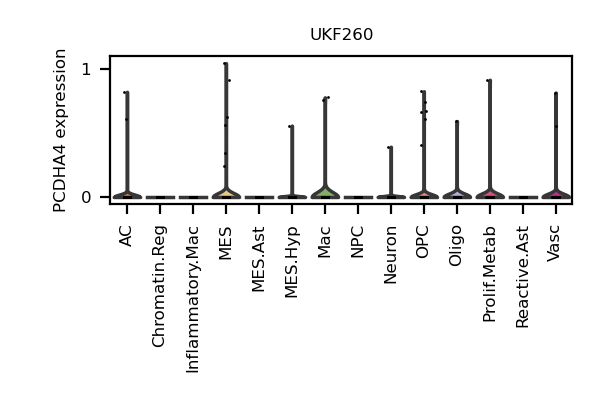 UKF260
PCDHA4 expression
1
0
AC
Chromatin.Reg
Inflammatory.Mac
MES
MES.Ast
MES.Hyp
Mac
NPC
Neuron
OPC
Oligo
Prolif.Metab
Reactive.Ast
Vasc